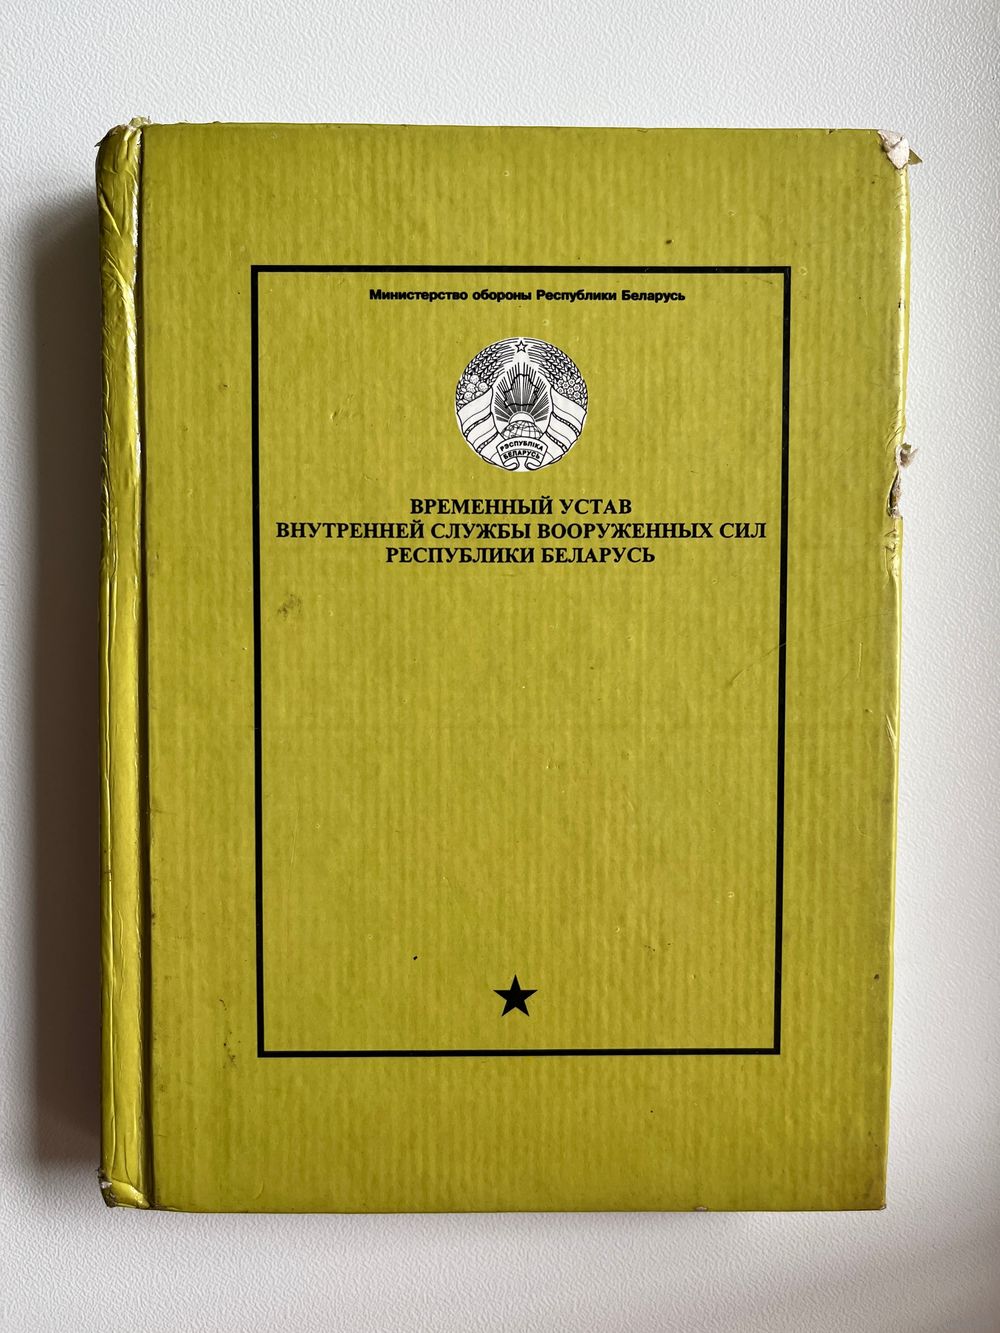 Министерство обороны Республики Беларусь
РЭСПУБЛІКА
БЕЛАРУСЬ
ВРЕМЕННЫЙ УСТАВ
ВНУТРЕННЕЙ СЛУЖБЫ ВООРУЖЕННЫХ СИЛ
РЕСПУБЛИКИ БЕЛАРУСЬ